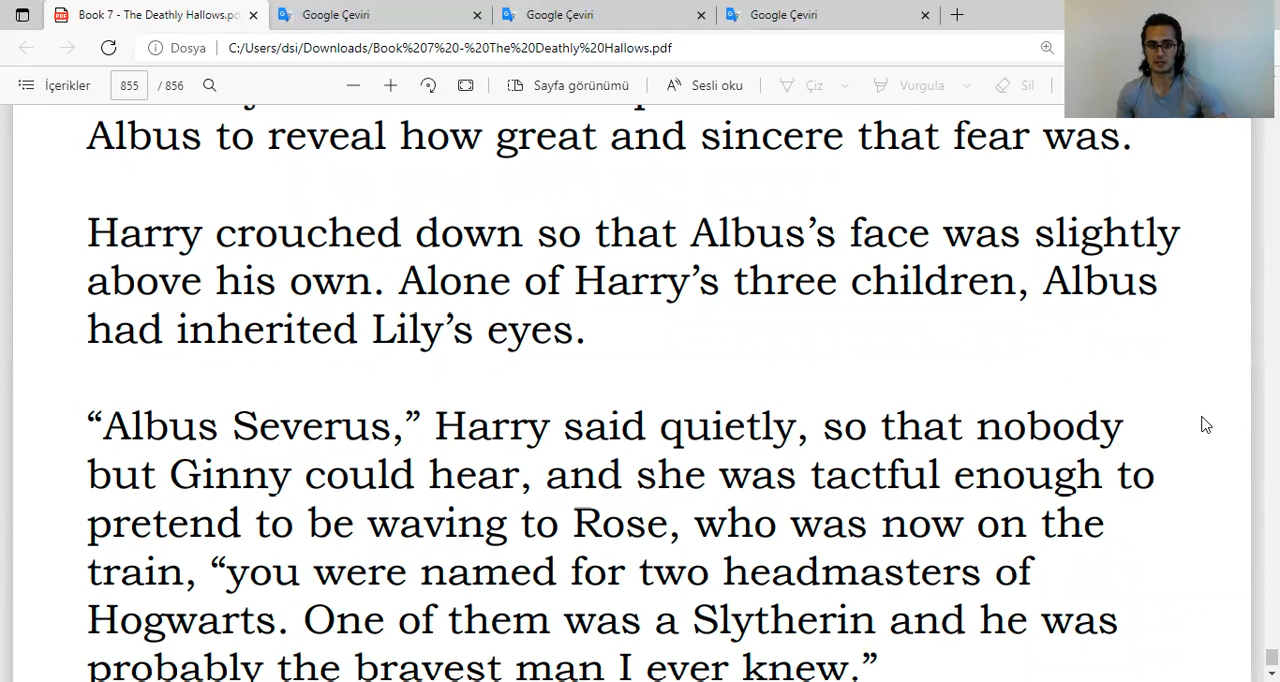 Book 7 - The Deathly Hallows.pd
Google Çeviri
Google Çeviri
Google Çeviri
Dosya
C:/Users/dsi/Downloads/Book%207%20-%20The%20Deathly%20Hallows.pdf
İçerikler
855
/ 856
Sayfa görünümü
Sesli oku
Çiz
Vurgula
Sil
Albus to reveal how great and sincere that fear was.
Harry crouched down so that Albus’s face was slightly
above his own. Alone of Harry’s three children, Albus
had inherited Lily’s eyes.
“Albus Severus,” Harry said quietly, so that nobody
but Ginny could hear, and she was tactful enough to
pretend to be waving to Rose, who was now on the
train, “you were named for two headmasters of
Hogwarts. One of them was a Slytherin and he was
probably the bravest man I ever knew.”